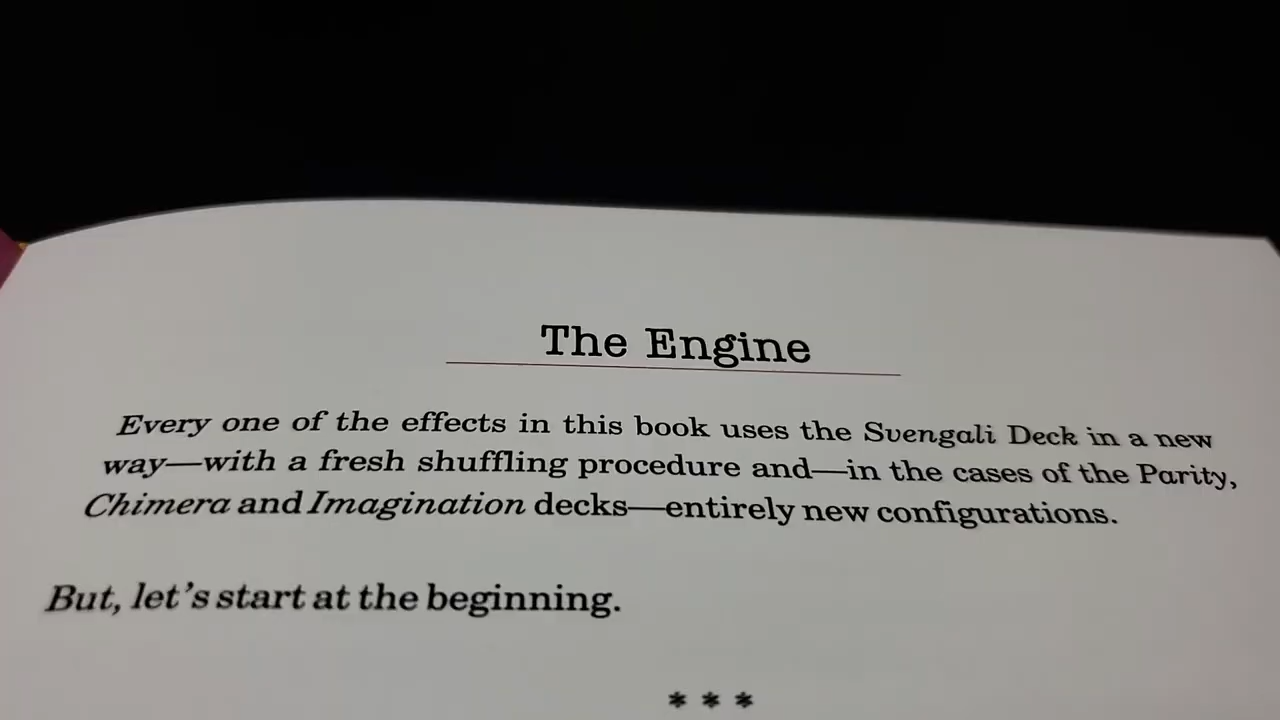 The Engine
Every one of the effects in this book uses the Svengali Deck in a new
way—with a fresh shuffling procedure and—in the cases of the Parity,
Chimera and Imagination decks—entirely new configurations.
But, let's start at the beginning.
* * *